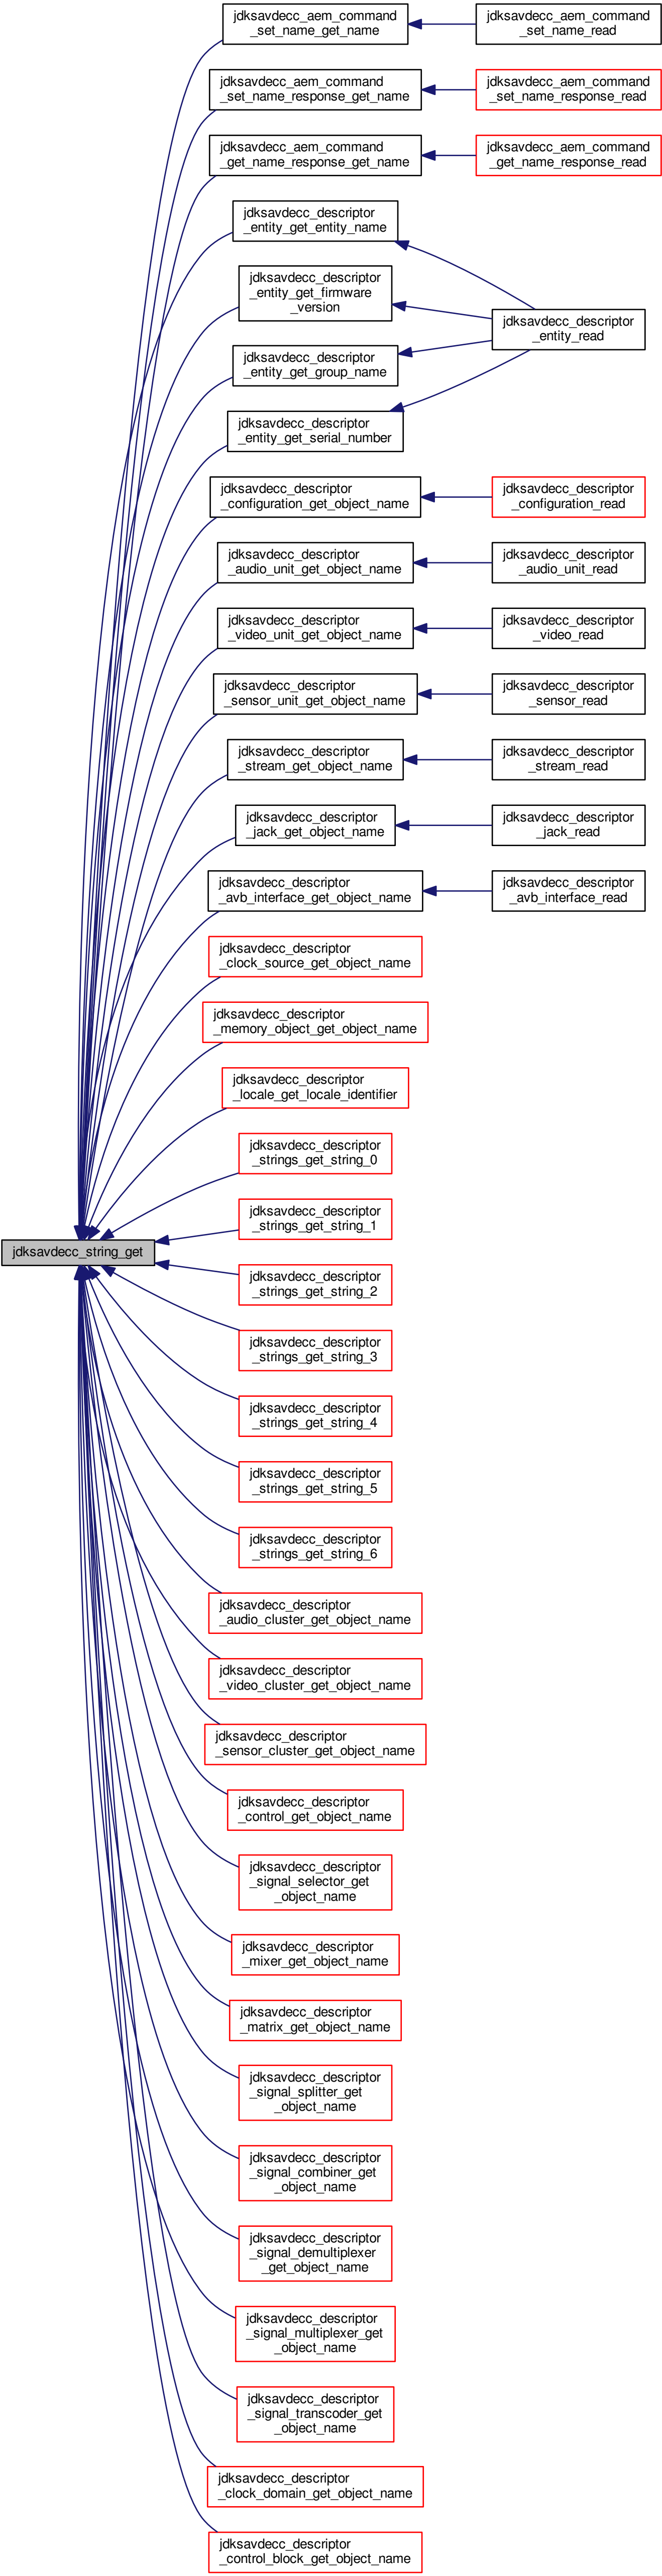 jdksavdecc_aem_command
_set_name_get_name
jdksavdecc_aem_command
_set_name_read
jdksavdecc_aem_command
_set_name_response_get_name
jdksavdecc_aem_command
_set_name_response_read
jdksavdecc_aem_command
_get_name_response_get_name
jdksavdecc_aem_command
_get_name_response_read
jdksavdecc_descriptor
_entity_get_entity_name
jdksavdecc_descriptor
_entity_get_firmware
_version
jdksavdecc_descriptor
_entity_read
jdksavdecc_descriptor
_entity_get_group_name
jdksavdecc_descriptor
_entity_get_serial_number
jdksavdecc_descriptor
_configuration_get_object_name
jdksavdecc_descriptor
_configuration_read
jdksavdecc_descriptor
_audio_unit_get_object_name
jdksavdecc_descriptor
_audio_unit_read
jdksavdecc_descriptor
_video_unit_get_object_name
jdksavdecc_descriptor
_video_read
jdksavdecc_descriptor
_sensor_unit_get_object_name
jdksavdecc_descriptor
_sensor_read
jdksavdecc_descriptor
_stream_get_object_name
jdksavdecc_descriptor
_stream_read
jdksavdecc_descriptor
_jack_get_object_name
jdksavdecc_descriptor
_jack_read
jdksavdecc_descriptor
_avb_interface_get_object_name
jdksavdecc_descriptor
_avb_interface_read
jdksavdecc_descriptor
_clock_source_get_object_name
jdksavdecc_descriptor
_memory_object_get_object_name
jdksavdecc_descriptor
_locale_get_locale_identifier
jdksavdecc_descriptor
_strings_get_string_0
jdksavdecc_descriptor
_strings_get_string_1
jdksavdecc_string_get
jdksavdecc_descriptor
_strings_get_string_2
jdksavdecc_descriptor
_strings_get_string_3
jdksavdecc_descriptor
_strings_get_string_4
jdksavdecc_descriptor
_strings_get_string_5
jdksavdecc_descriptor
_strings_get_string_6
jdksavdecc_descriptor
_audio_cluster_get_object_name
jdksavdecc_descriptor
_video_cluster_get_object_name
jdksavdecc_descriptor
_sensor_cluster_get_object_name
jdksavdecc_descriptor
_control_get_object_name
jdksavdecc_descriptor
_signal_selector_get
_object_name
jdksavdecc_descriptor
_mixer_get_object_name
jdksavdecc_descriptor
_matrix_get_object_name
jdksavdecc_descriptor
_signal_splitter_get
_object_name
jdksavdecc_descriptor
_signal_combiner_get
_object_name
jdksavdecc_descriptor
_signal_demultiplexer
_get_object_name
jdksavdecc_descriptor
_signal_multiplexer_get
_object_name
jdksavdecc_descriptor
_signal_transcoder_get
_object_name
jdksavdecc_descriptor
_clock_domain_get_object_name
jdksavdecc_descriptor
_control_block_get_object_name